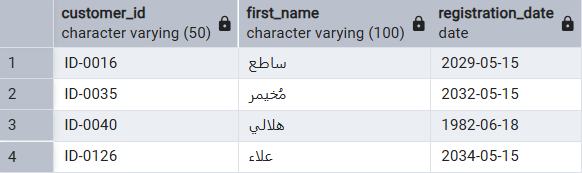 customer_id first_name registration_date
character varying (50) character varying (100) date
1 ID-0016 ساطع 2029-05-15
2 ID-0035 مُخيمر 2032-05-15
3 ID-0040 هلالي 1982-06-18
4 ID-0126 علاء 2034-05-15